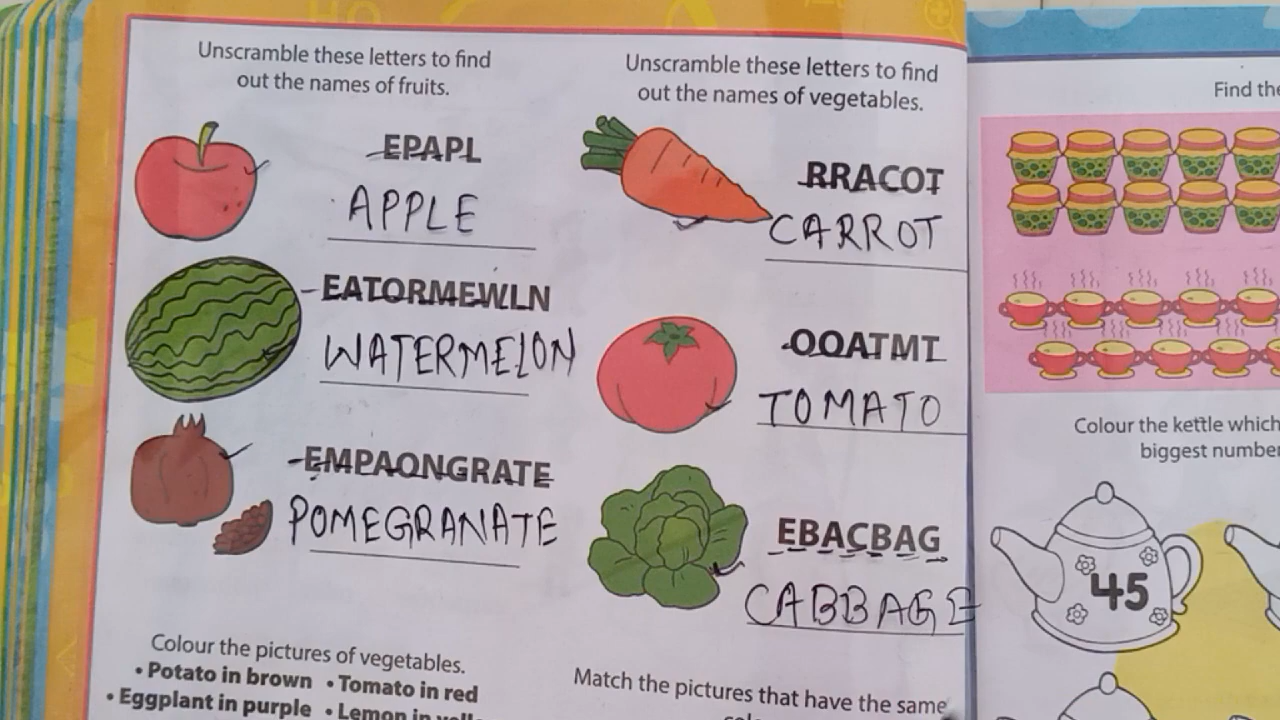 Unscramble these letters to find
out the names of fruits.
EPAPL
APPLE
EATORMEWLN
WATERMELON
EMPAONGRATE
POMEGRANATE
Unscramble these letters to find
out the names of vegetables.
RRACOT
CARROT
OOATMT
TOMATO
EBACBAG
CABBAGE
Colour the pictures of vegetables.
• Potato in brown • Tomato in red
• Eggplant in purple • Lemon in
Match the pictures that have the same
Find the
Colour the kettle which
biggest number
45